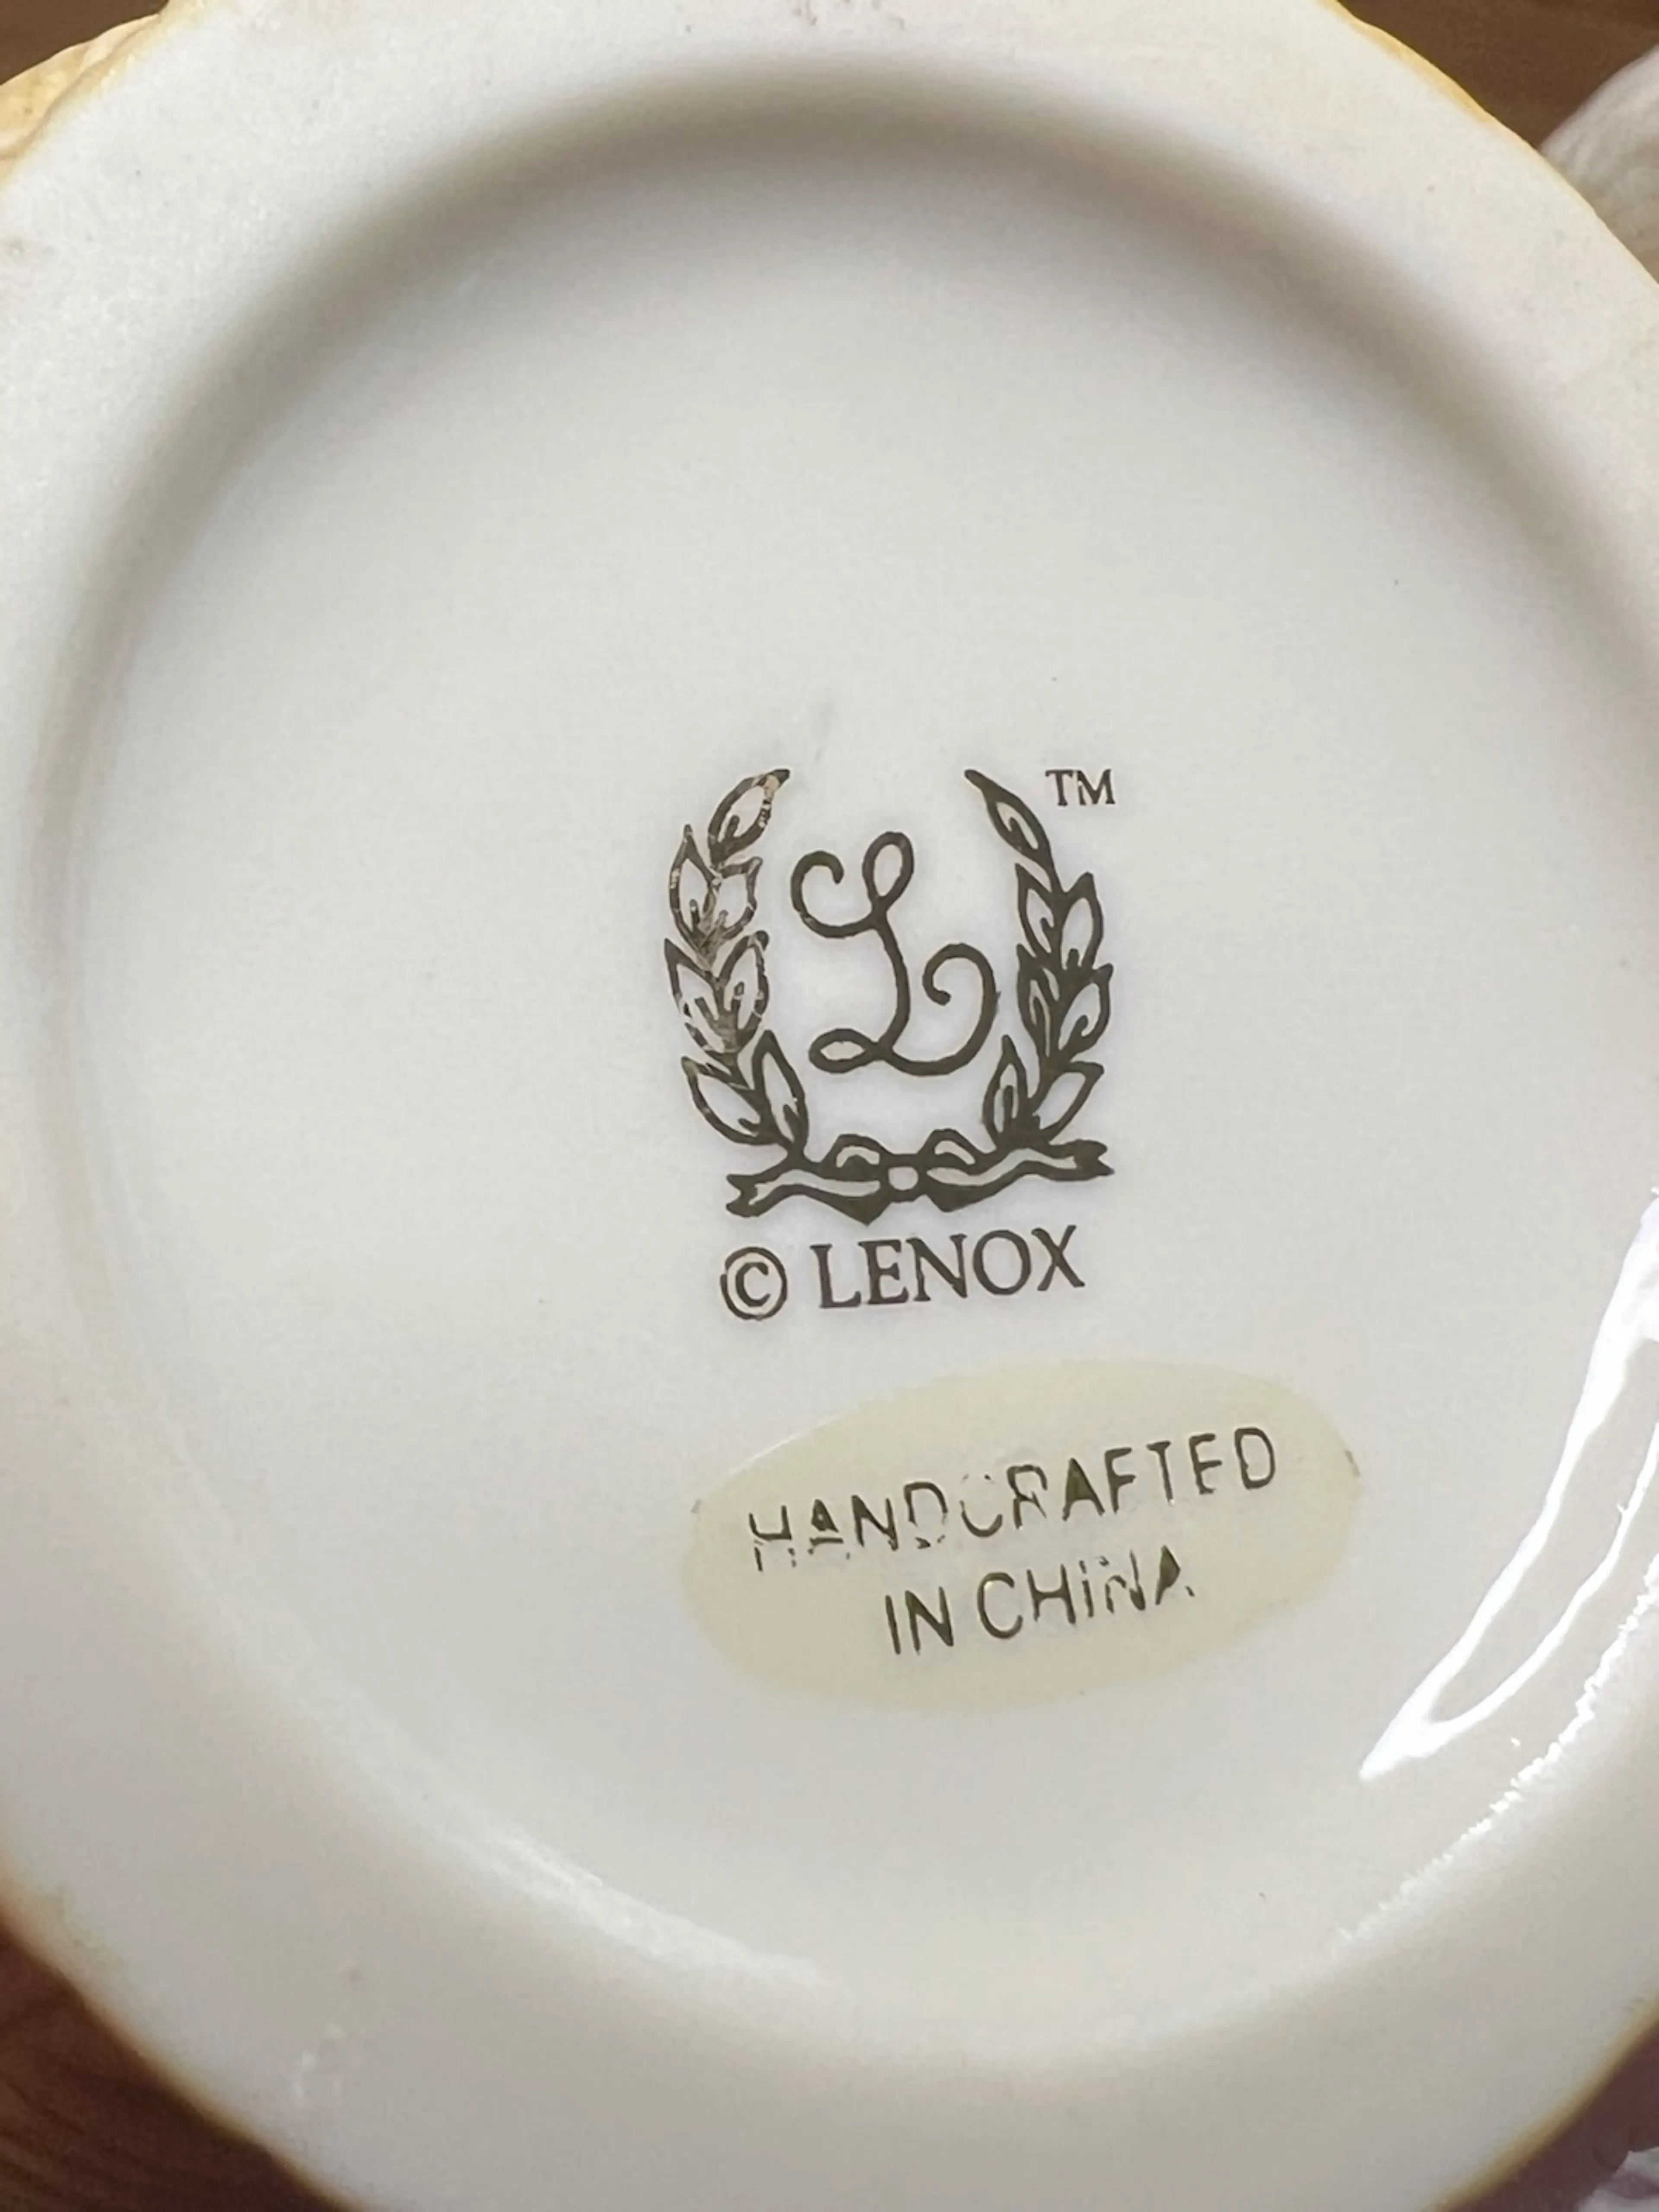 L
TM
© LENOX
HANDCRAFTED
IN CHINA